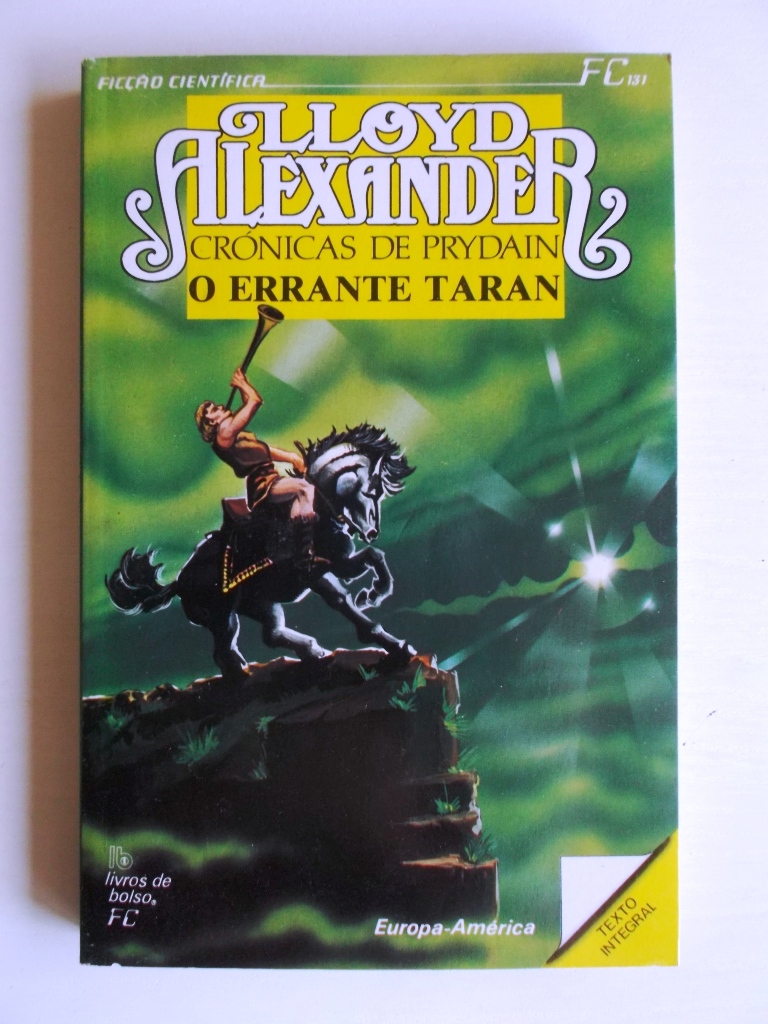 FICÇÃO CIENTÍFICA
FC 131
LLOYD
ALEXANDER
CRÓNICAS DE PRYDAIN
O ERRANTE TARAN
lb
livros de
bolso
FC
Europa-América
TEXTO
INTEGRAL